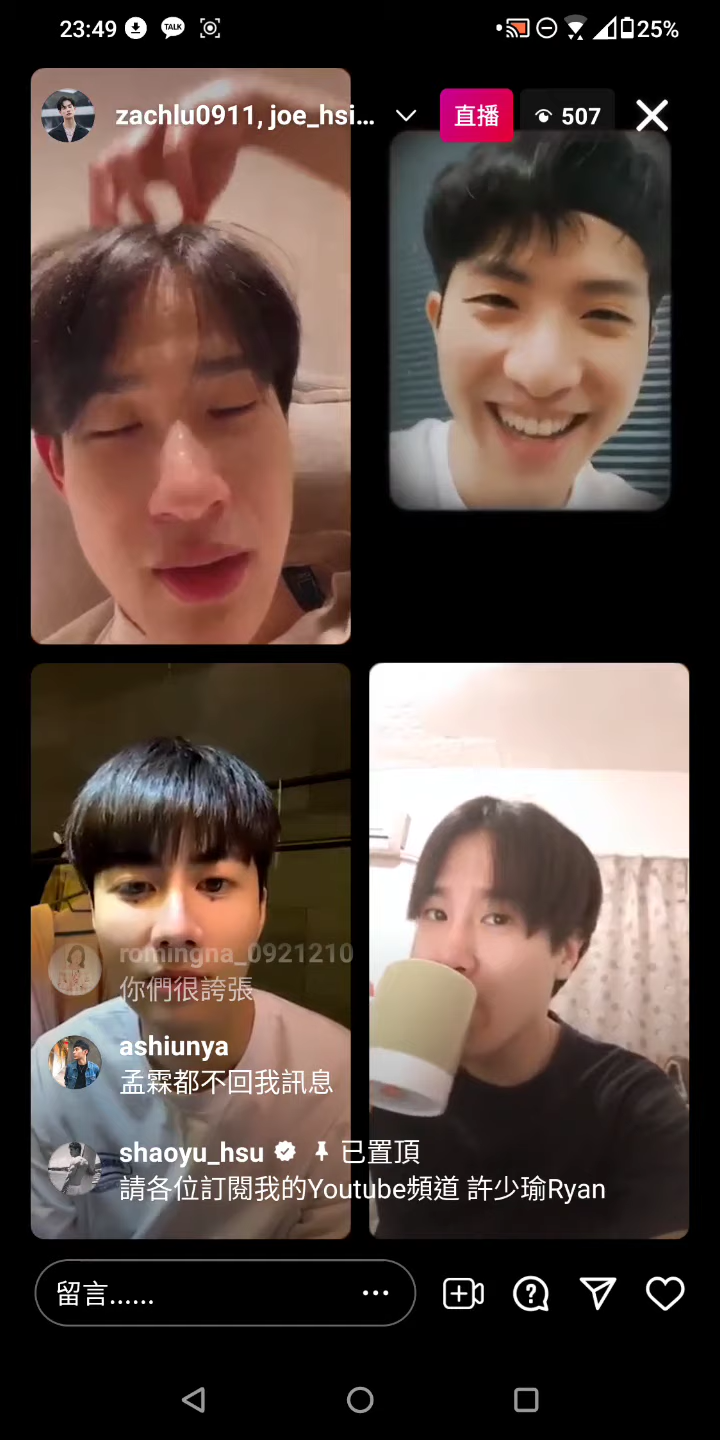 23:49
TALK
25%
zachlu0911, joe_hsi...
直播
507
romingna_0921210
你們很誇張
ashiunya
孟霖都不回我訊息
shaoyu_hsu 已置頂
請各位訂閱我的Youtube頻道 許少瑜Ryan
留言......